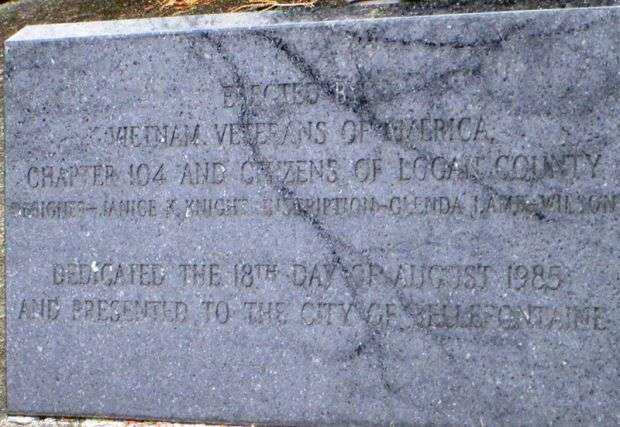 ERECTED BY
VIETNAM VETERANS OF AMERICA
CHAPTER 104 AND CITIZENS OF LOGAN COUNTY
DESIGNER-JANICE K. KNIGHT INSCRIPTION-GLENDA WILSON
DEDICATED THE 18TH DAY OF AUGUST 1985
AND PRESENTED TO THE CITY OF BELLEFONTAINE